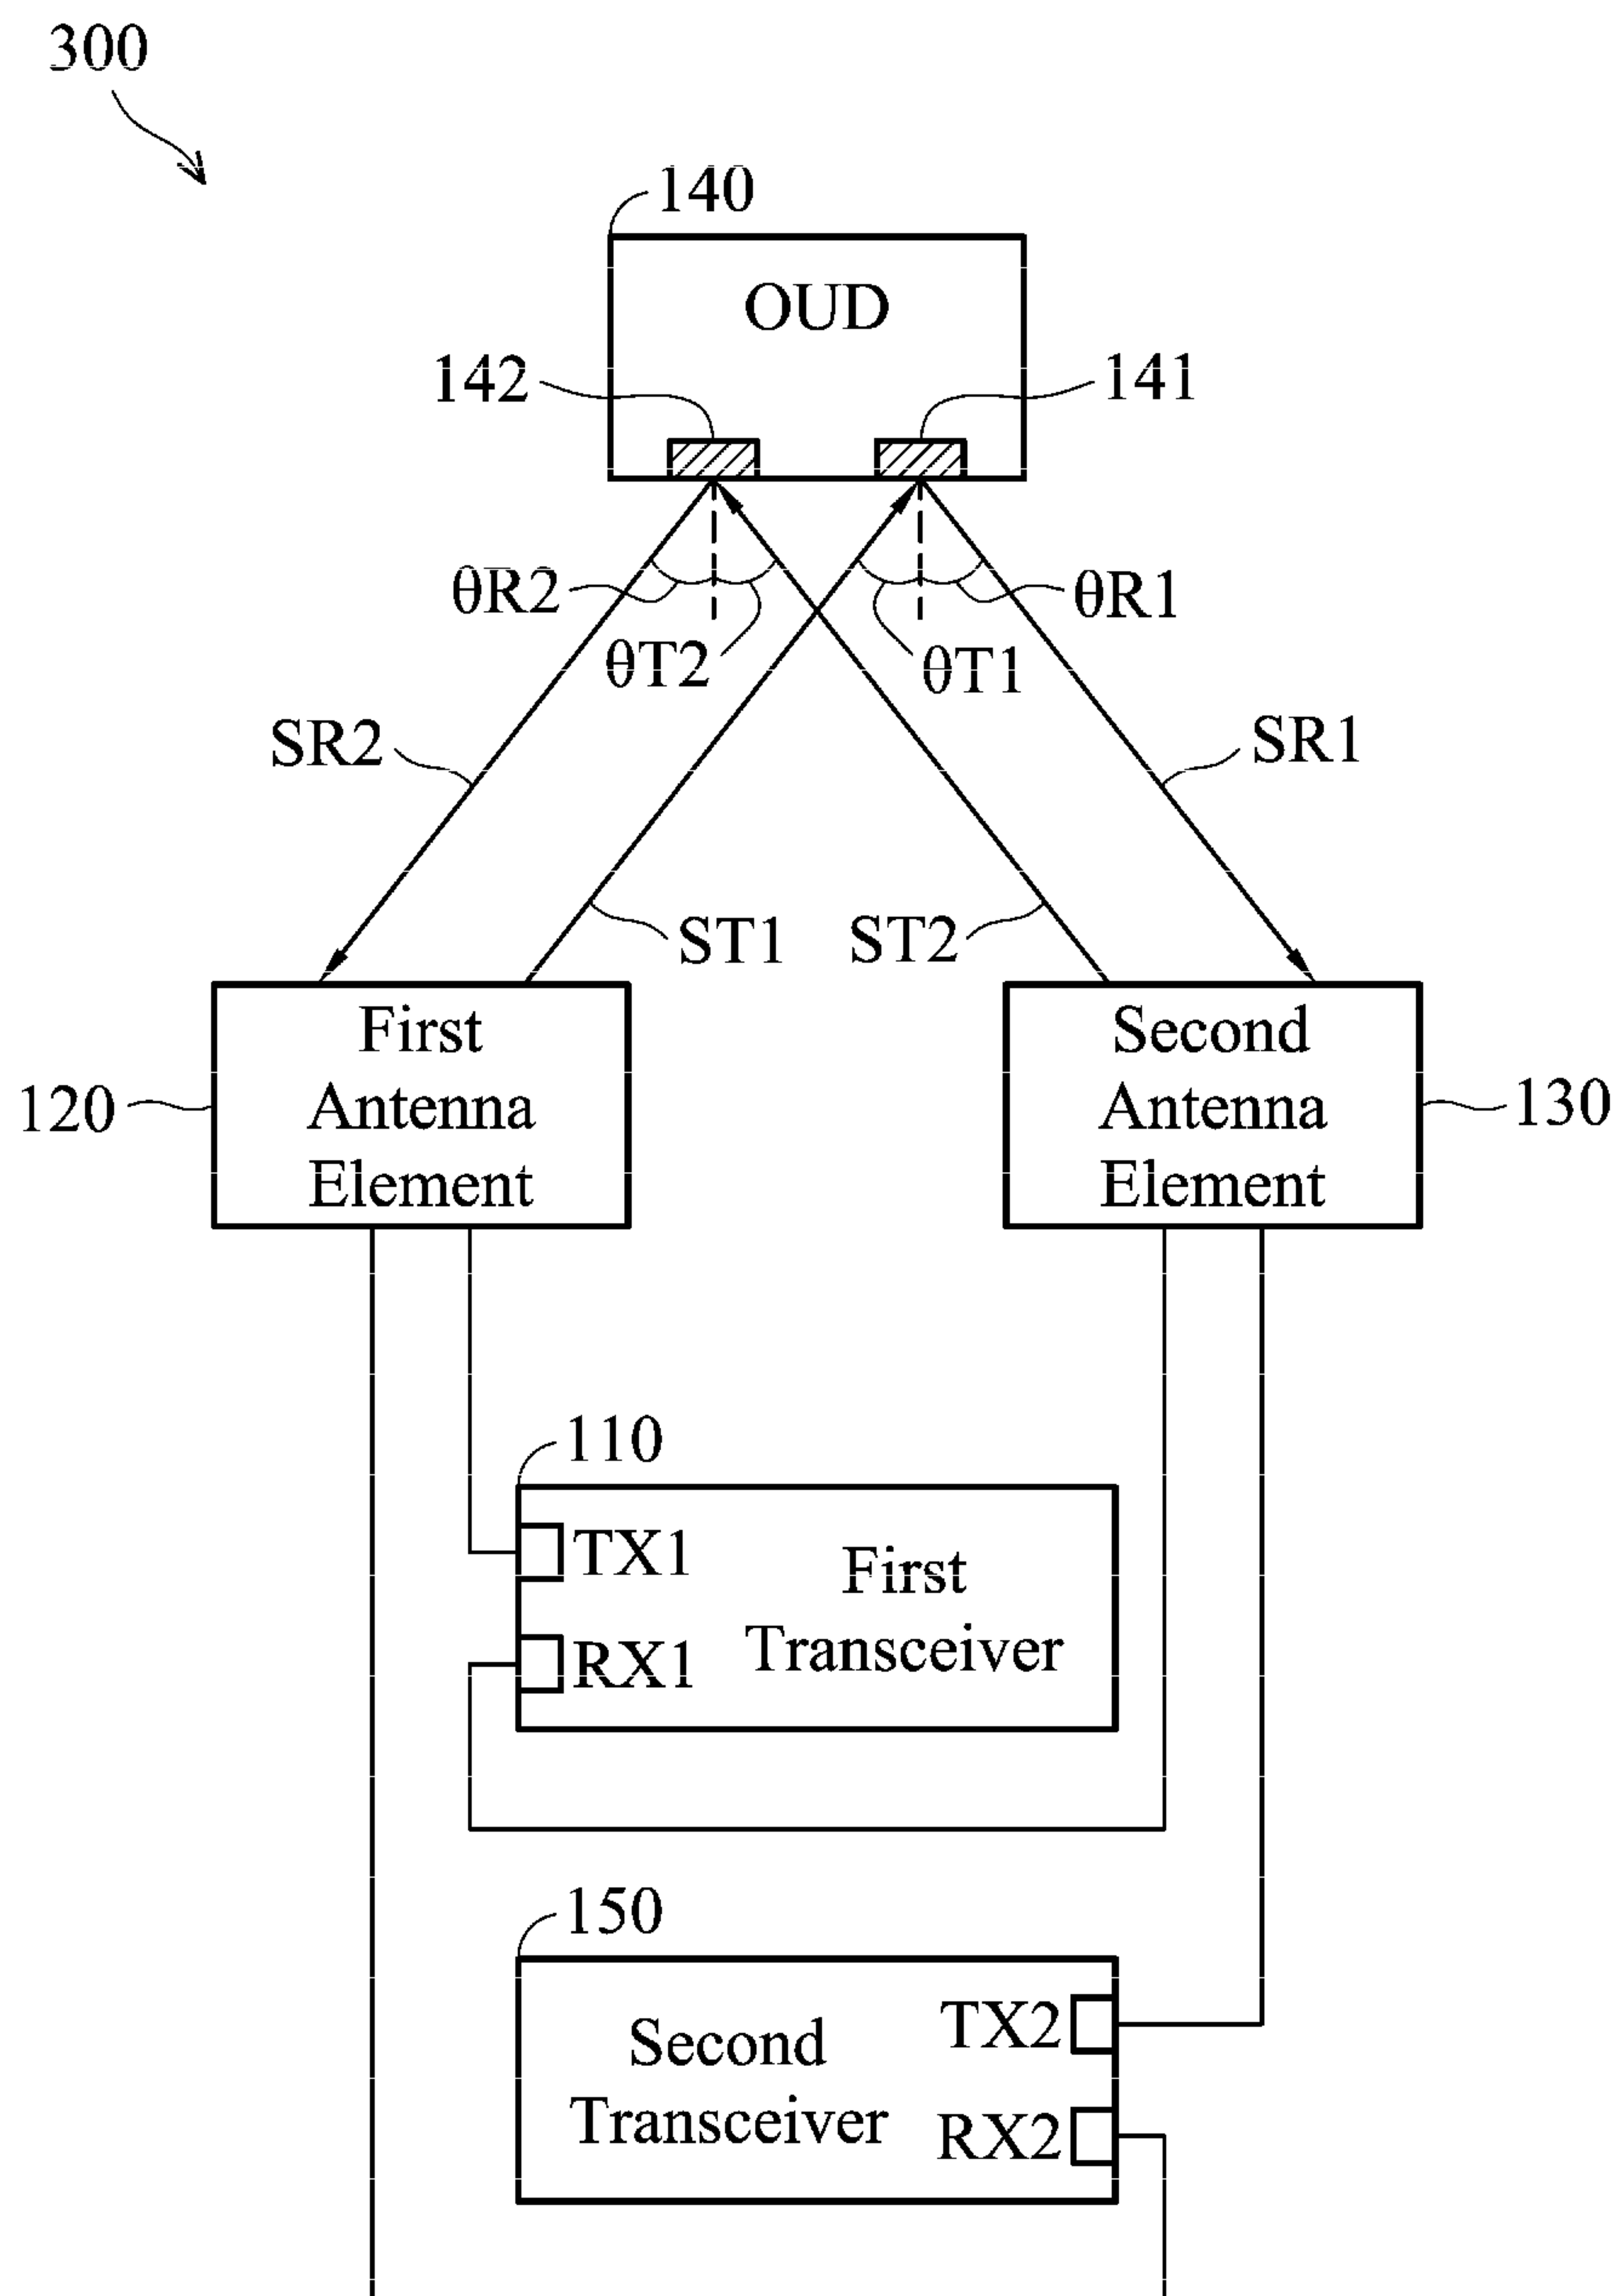 300
140
OUD
142
141
θR2
θR1
θT2
θT1
SR2
SR1
ST1
ST2
First
Antenna
Element
Second
Antenna
Element
120
130
110
TX1
RX1
First
Transceiver
150
Second
Transceiver
TX2
RX2